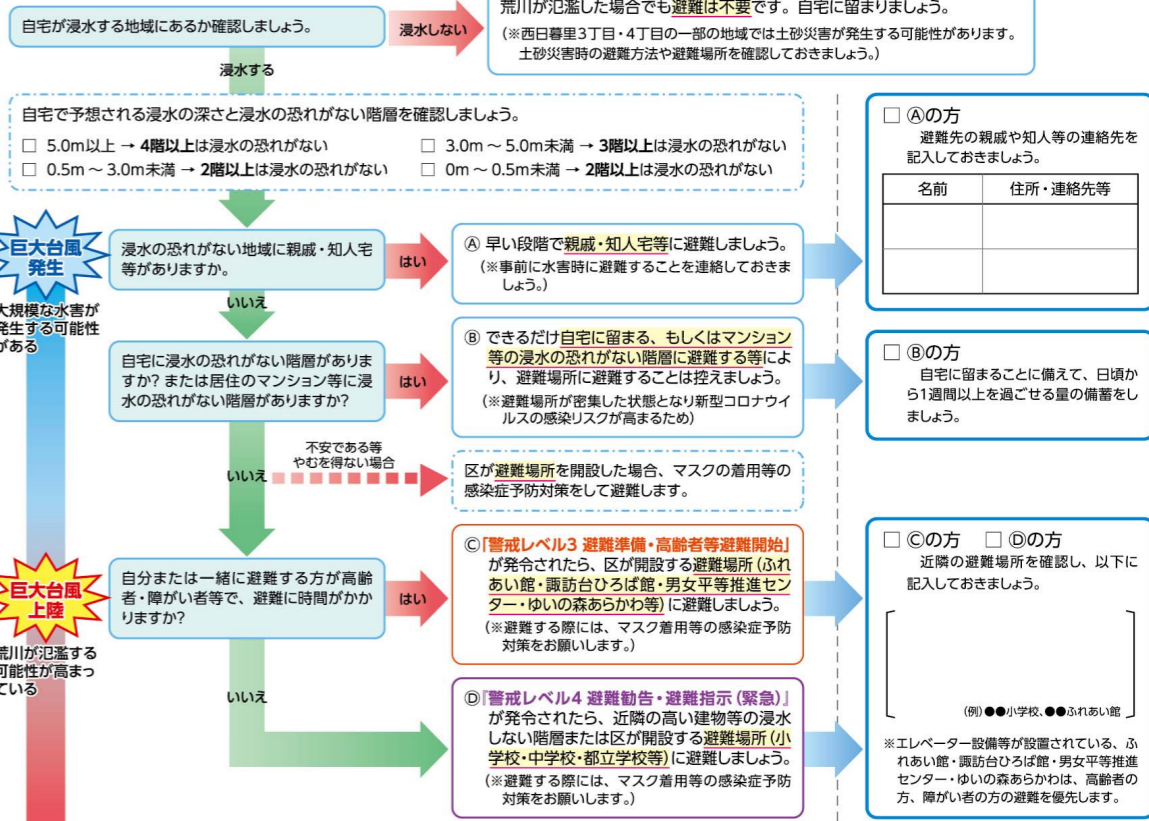 荒川が氾濫した場合でも避難は不要です。自宅に留まりましょう。
(※西日暮里3丁目・4丁目の一部の地域では土砂災害が発生する可能性があります。
土砂災害時の避難方法や避難場所を確認しておきましょう。)
自宅が浸水する地域にあるか確認しましょう。
浸水しない
浸水する
自宅で予想される浸水の深さと浸水の恐れがない階層を確認しましょう。
□ 5.0m以上 → 4階以上は浸水の恐れがない
□ 3.0m ～ 5.0m未満 → 3階以上は浸水の恐れがない
□ 0.5m ～ 3.0m未満 → 2階以上は浸水の恐れがない
□ 0m ～ 0.5m未満 → 2階以上は浸水の恐れがない
巨大台風
発生
大規模な水害が
発生する可能性
がある
浸水の恐れがない地域に親戚・知人宅
等がありますか。
はい
Ⓐ 早い段階で親戚・知人宅等に避難しましょう。
(※事前に水害時に避難することを連絡しておきま
しょう。)
□ Ⓐの方
避難先の親戚や知人等の連絡先を
記入しておきましょう。
名前
住所・連絡先等
いいえ
自宅に浸水の恐れがない階層がありま
すか? または居住のマンション等に浸
水の恐れがない階層がありますか?
はい
Ⓑ できるだけ自宅に留まる、もしくはマンション
等の浸水の恐れがない階層に避難する等によ
り、避難場所に避難することは控えましょう。
(※避難場所が密集した状態となり新型コロナウイ
ルスの感染リスクが高まるため)
□ Ⓑの方
自宅に留まることに備えて、日頃か
ら1週間以上を過ごせる量の備蓄をし
ましょう。
不安である等
やむを得ない場合
いいえ
区が避難場所を開設した場合、マスクの着用等の
感染症予防対策をして避難します。
巨大台風
上陸
荒川が氾濫する
可能性が高まっ
ている
自分または一緒に避難する方が高齢
者・障がい者等で、避難に時間がかか
りますか?
はい
Ⓒ「警戒レベル3 避難準備・高齢者等避難開始」
が発令されたら、区が開設する避難場所(ふれ
あい館・諏訪台ひろば館・男女平等推進セン
ター・ゆいの森あらかわ等)に避難しましょう。
(※避難する際には、マスク着用等の感染症予防
対策をお願いします。)
いいえ
Ⓓ『警戒レベル4 避難勧告・避難指示(緊急)』
が発令されたら、近隣の高い建物等の浸水
しない階層または区が開設する避難場所(小
学校・中学校・都立学校等)に避難しましょう。
(※避難する際には、マスク着用等の感染症予防
対策をお願いします。)
□ Ⓒの方 □ Ⓓの方
近隣の避難場所を確認し、以下に
記入しておきましょう。
(例)●●小学校、●●ふれあい館
※エレベーター設備等が設置されている、ふ
れあい館・諏訪台ひろば館・男女平等推進
センター・ゆいの森あらかわは、高齢者の
方、障がい者の方の避難を優先します。